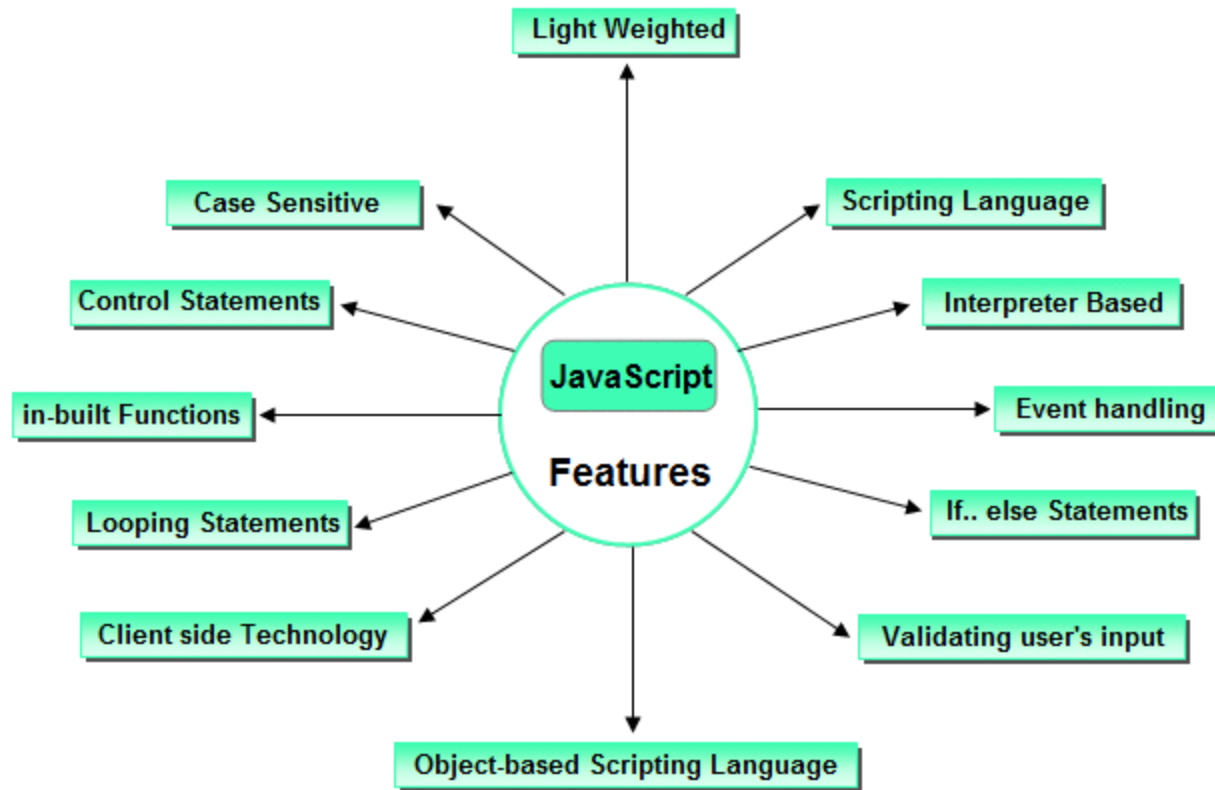 Light Weighted
Case Sensitive
Scripting Language
Control Statements
Interpreter Based
JavaScript
Features
in-built Functions
Event handling
Looping Statements
If.. else Statements
Client side Technology
Validating user's input
Object-based Scripting Language